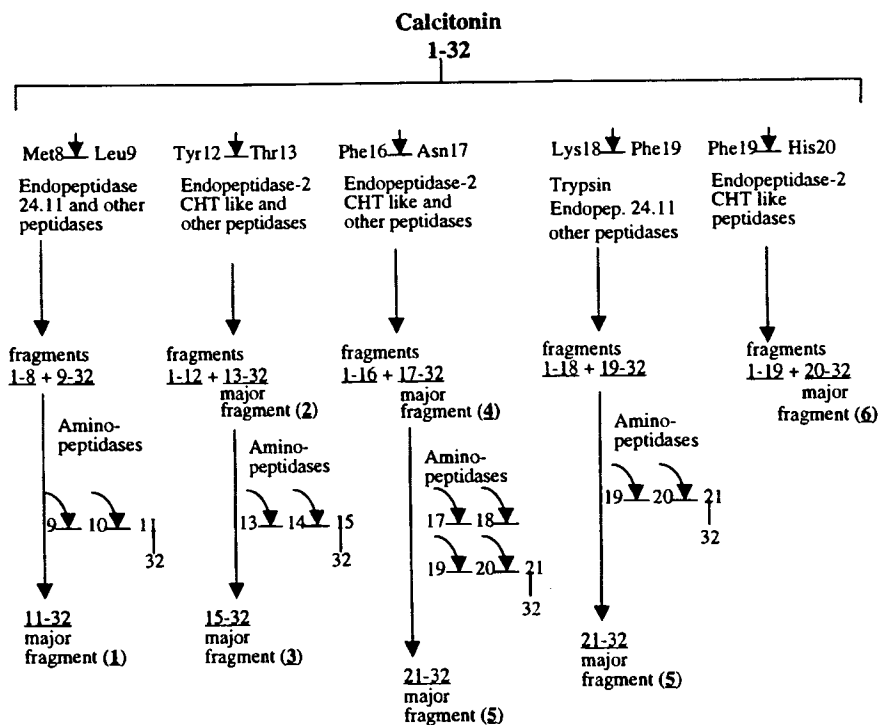 Calcitonin
1-32
Met8 Leu9
Endopeptidase
24.11 and other
peptidases
fragments
1-8 + 9-32
Amino-
peptidases
9 10 11
32
11-32
major
fragment (1)
Tyr12 Thr13
Endopeptidase-2
CHT like and
other peptidases
fragments
1-12 + 13-32
major
fragment (2)
Amino-
peptidases
13 14 15
32
15-32
major
fragment (3)
Phe16 Asn17
Endopeptidase-2
CHT like and
other peptidases
fragments
1-16 + 17-32
major
fragment (4)
Amino-
peptidases
17 18
19 20 21
32
21-32
major
fragment (5)
Lys18 Phe19
Trypsin
Endopep. 24.11
other peptidases
fragments
1-18 + 19-32
Amino-
peptidases
19 20 21
32
21-32
major
fragment (5)
Phe19 His20
Endopeptidase-2
CHT like
peptidases
fragments
1-19 + 20-32
major
fragment (6)